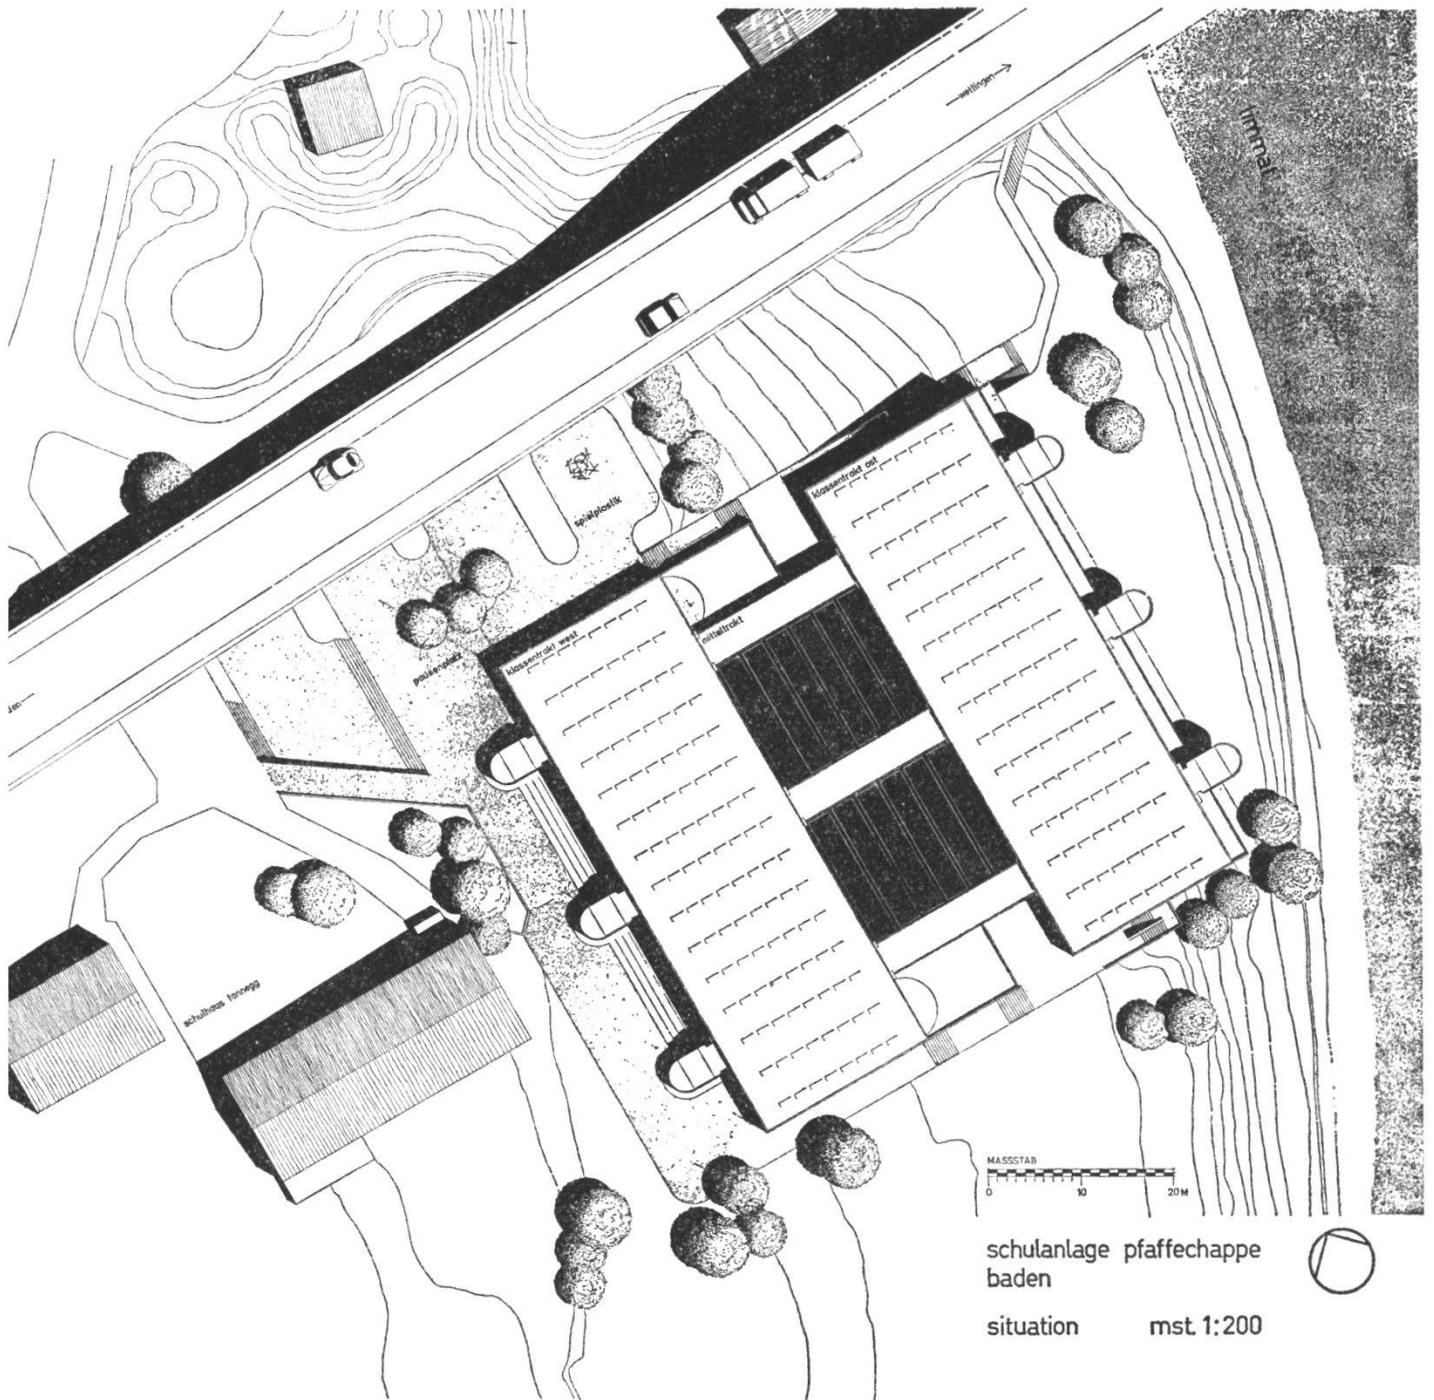 wettingen
limmat
klassentrakt ost
spielplastik
mitteltrakt
klassentrakt west
pausenplatz
den
schulhaus tannegg
MASSSTAB
0 10 20M
schulanlage pfaffechappe
baden
situation mst. 1:200